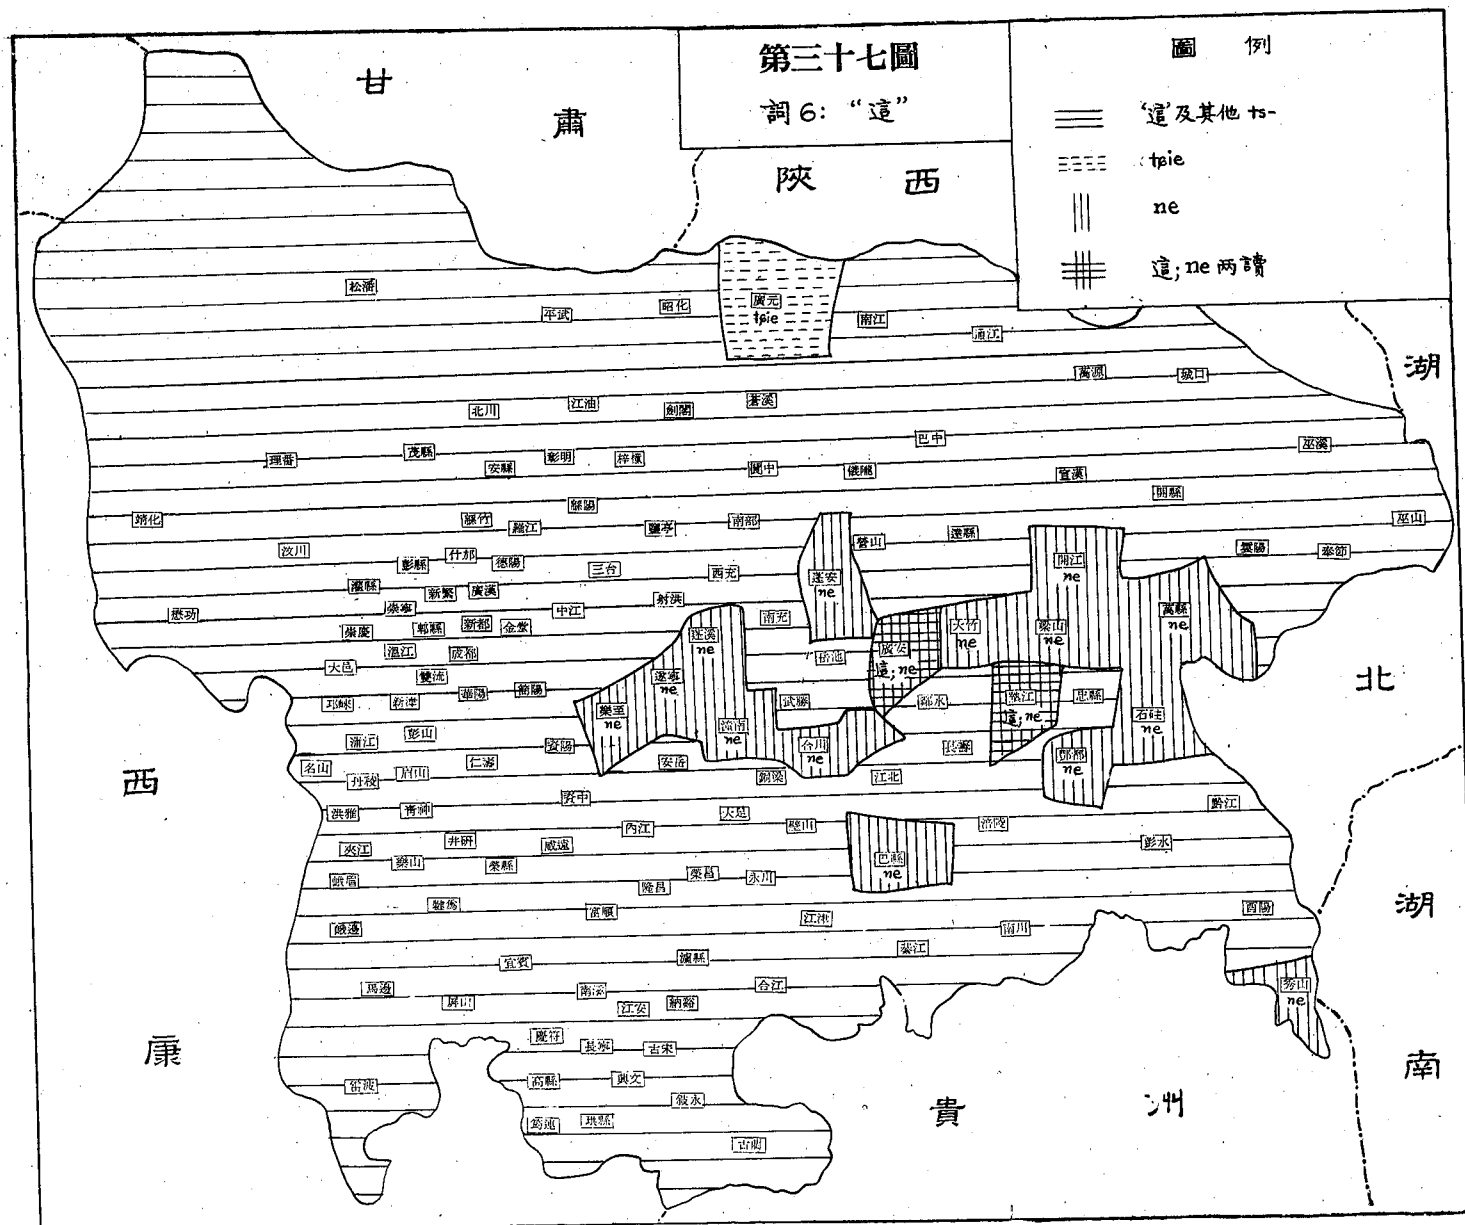 第三十七圖
詞6：“這”
圖 例
‘這’及其他 ts-
tɕie
ne
這; ne 两讀
甘
肅
陝 西
湖
北
湖
南
貴
州
西
康
松潘
平武
昭化
廣元
tɕie
南江
通江
萬源
城口
北川
江油
劍閣
蒼溪
巴中
巫溪
理番
茂縣
安縣
彰明
梓橦
閬中
儀隴
宣漢
開縣
靖化
綿竹
羅江
綿陽
鹽亭
南部
營山
達縣
雲陽
奉節
巫山
汶川
彭縣
什邡
德陽
三台
西充
蓬安
ne
開江
ne
懋功
灌縣
新繁
廣漢
崇寧
中江
射洪
南充
萬縣
ne
崇慶
郫縣
新都
金堂
蓬溪
ne
廣安
這; ne
大竹
ne
梁山
ne
溫江
成都
大邑
雙流
華陽
簡陽
遂寧
ne
岳池
邛崍
新津
樂至
ne
潼南
ne
武勝
鄰水
墊江
這; ne
忠縣
石砫
ne
蒲江
彭山
資陽
合川
ne
長壽
酆都
ne
名山
丹稜
眉山
仁壽
安岳
銅梁
江北
洪雅
青神
資中
內江
大足
璧山
涪陵
黔江
夾江
樂山
井研
榮縣
威遠
巴縣
ne
彭水
峨眉
犍爲
隆昌
榮昌
永川
峨邊
富順
江津
南川
酉陽
宜賓
瀘縣
綦江
馬邊
屏山
南溪
江安
納谿
合江
秀山
ne
慶符
長寧
古宋
雷波
高縣
興文
敍永
筠連
珙縣
古藺